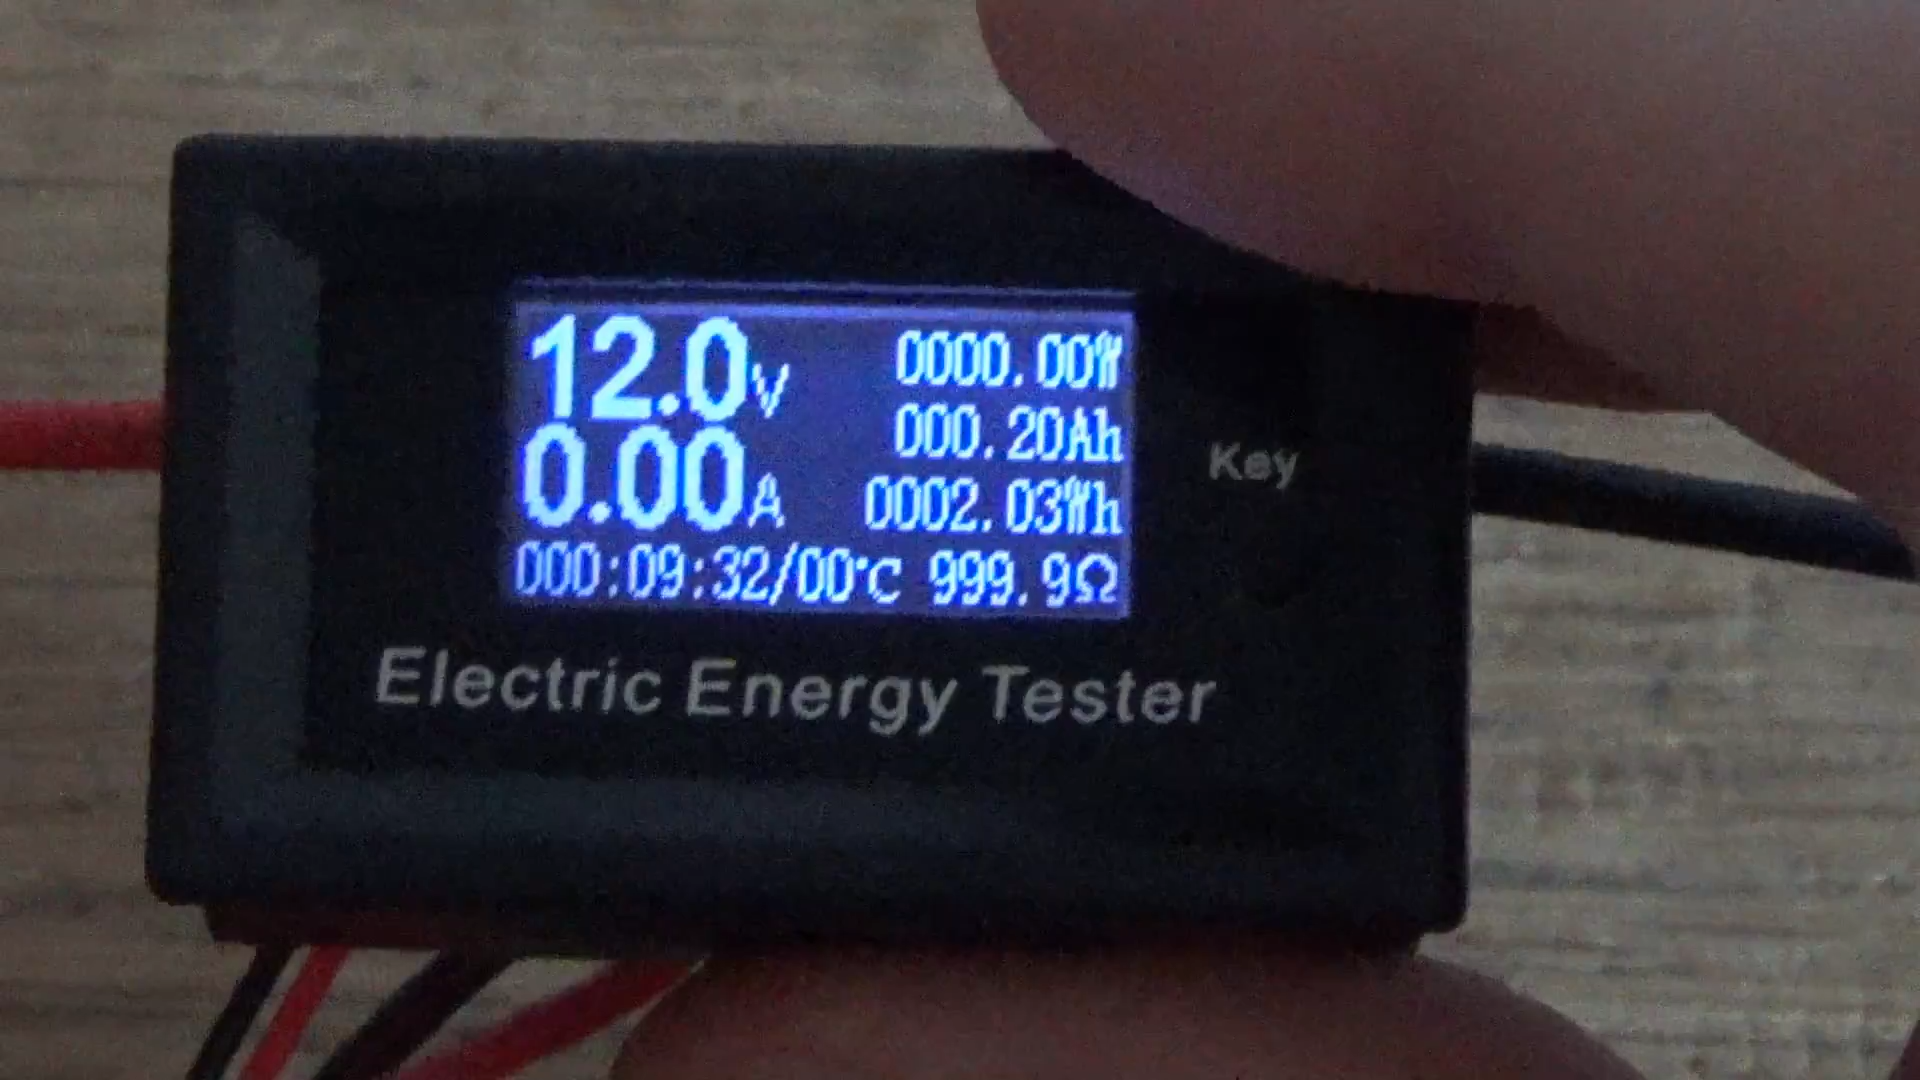 12.0V 0000.00W
000.20Ah
0.00A 0002.03Wh
000:09:32/00°C 999.9Ω
Key
Electric Energy Tester